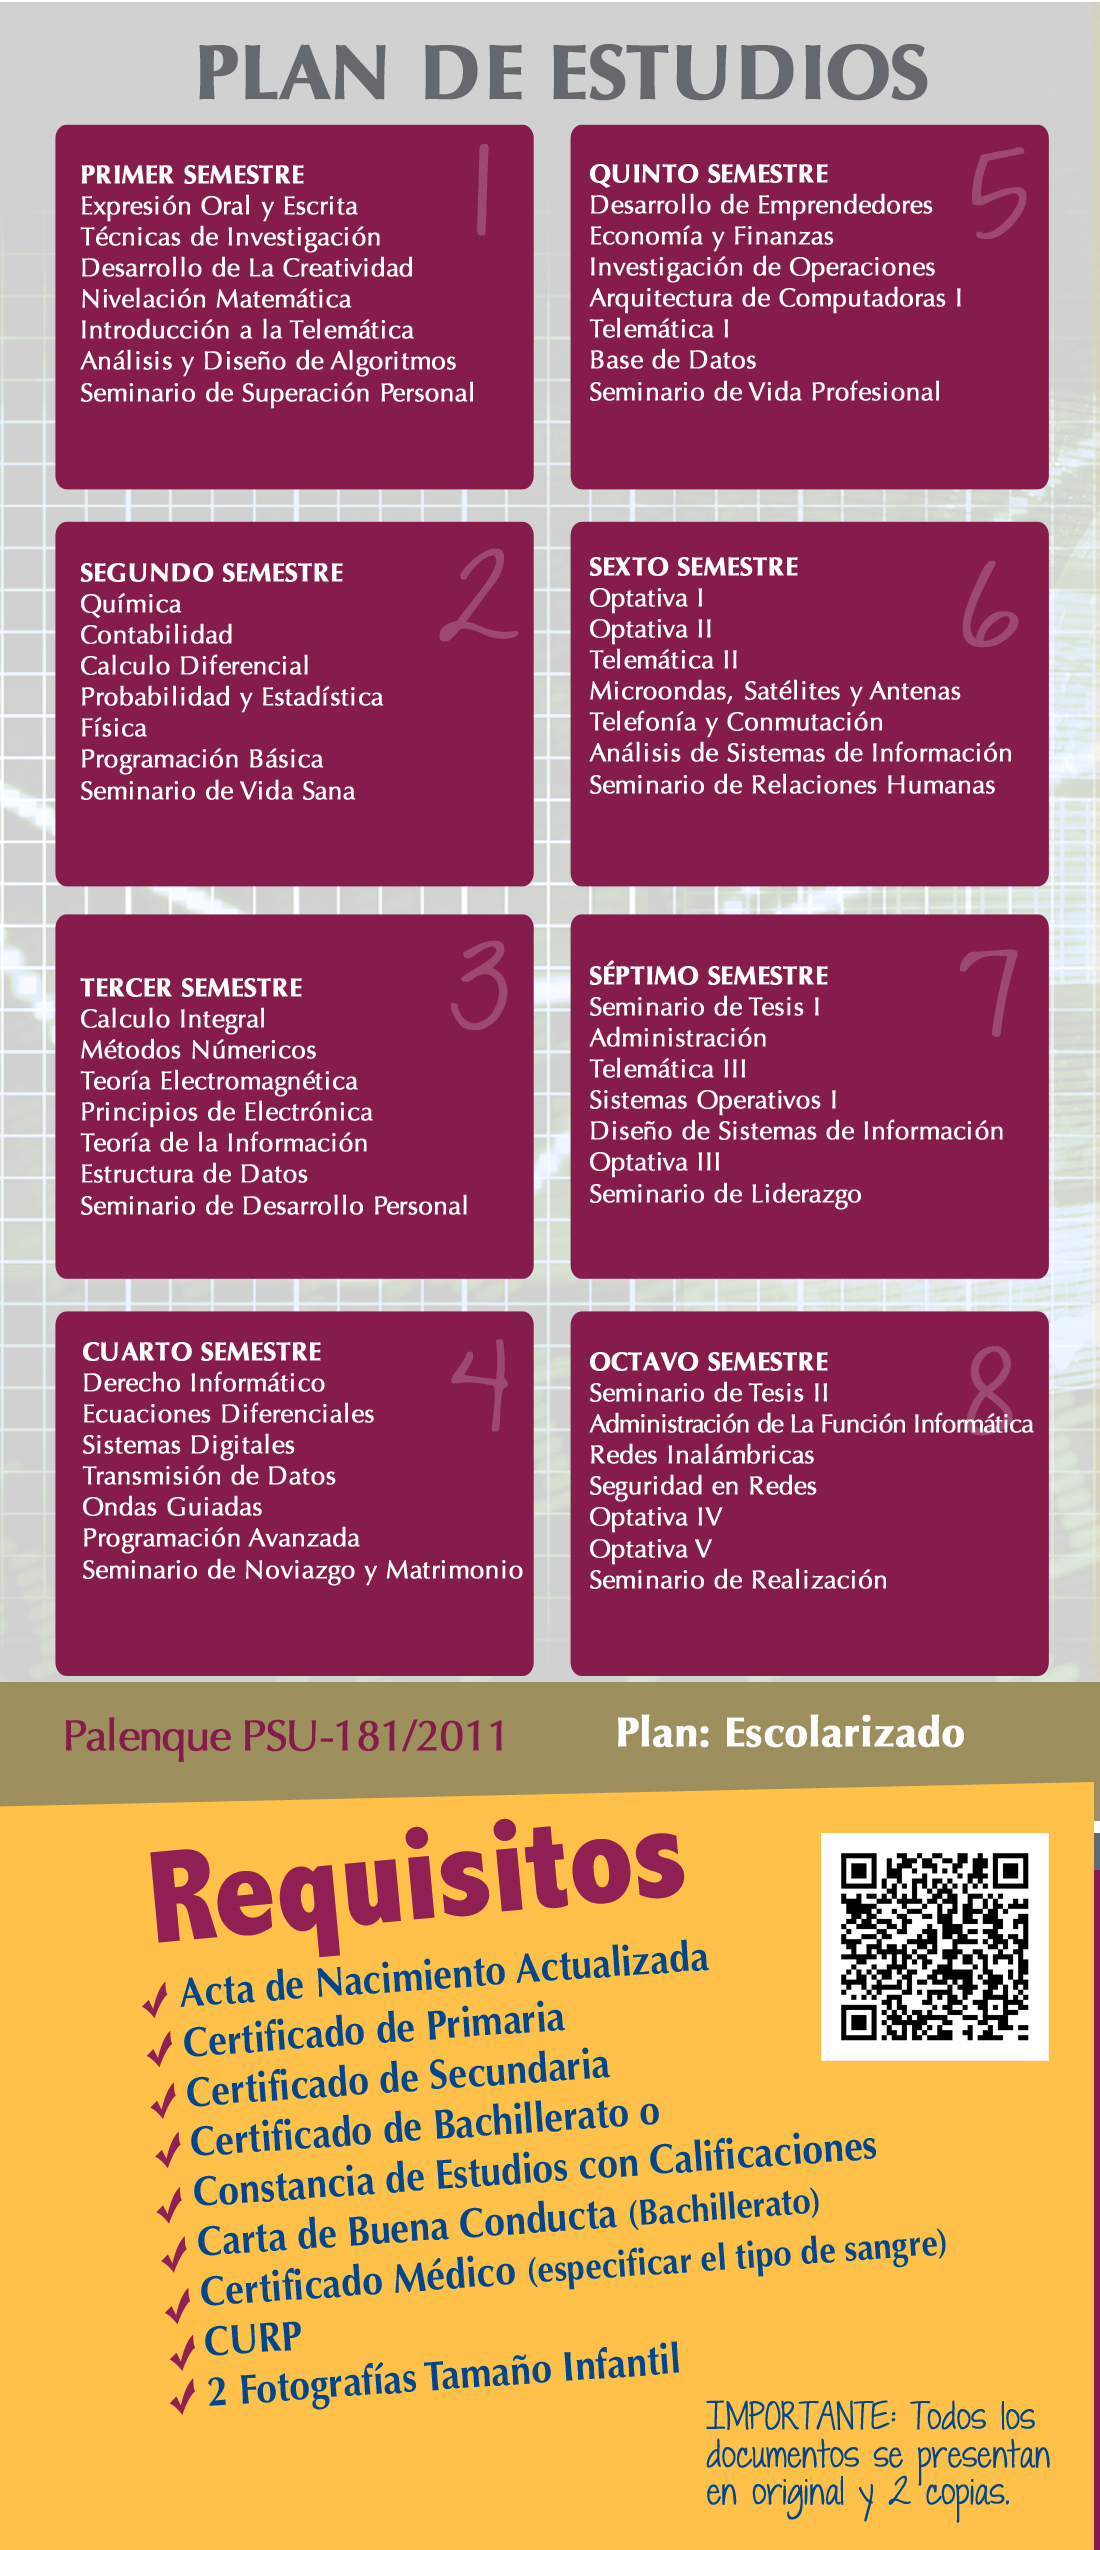 PLAN DE ESTUDIOS
1
PRIMER SEMESTRE
Expresión Oral y Escrita
Técnicas de Investigación
Desarrollo de La Creatividad
Nivelación Matemática
Introducción a la Telemática
Análisis y Diseño de Algoritmos
Seminario de Superación Personal
2
SEGUNDO SEMESTRE
Química
Contabilidad
Calculo Diferencial
Probabilidad y Estadística
Física
Programación Básica
Seminario de Vida Sana
3
TERCER SEMESTRE
Calculo Integral
Métodos Númericos
Teoría Electromagnética
Principios de Electrónica
Teoría de la Información
Estructura de Datos
Seminario de Desarrollo Personal
4
CUARTO SEMESTRE
Derecho Informático
Ecuaciones Diferenciales
Sistemas Digitales
Transmisión de Datos
Ondas Guiadas
Programación Avanzada
Seminario de Noviazgo y Matrimonio
5
QUINTO SEMESTRE
Desarrollo de Emprendedores
Economía y Finanzas
Investigación de Operaciones
Arquitectura de Computadoras I
Telemática I
Base de Datos
Seminario de Vida Profesional
6
SEXTO SEMESTRE
Optativa I
Optativa II
Telemática II
Microondas, Satélites y Antenas
Telefonía y Conmutación
Análisis de Sistemas de Información
Seminario de Relaciones Humanas
7
SÉPTIMO SEMESTRE
Seminario de Tesis I
Administración
Telemática III
Sistemas Operativos I
Diseño de Sistemas de Información
Optativa III
Seminario de Liderazgo
8
OCTAVO SEMESTRE
Seminario de Tesis II
Administración de La Función Informática
Redes Inalámbricas
Seguridad en Redes
Optativa IV
Optativa V
Seminario de Realización
Palenque PSU-181/2011
Plan: Escolarizado
Requisitos
Acta de Nacimiento Actualizada
Certificado de Primaria
Certificado de Secundaria
Certificado de Bachillerato o
Constancia de Estudios con Calificaciones
Carta de Buena Conducta (Bachillerato)
Certificado Médico (especificar el tipo de sangre)
CURP
2 Fotografías Tamaño Infantil
IMPORTANTE: Todos los
documentos se presentan
en original y 2 copias.